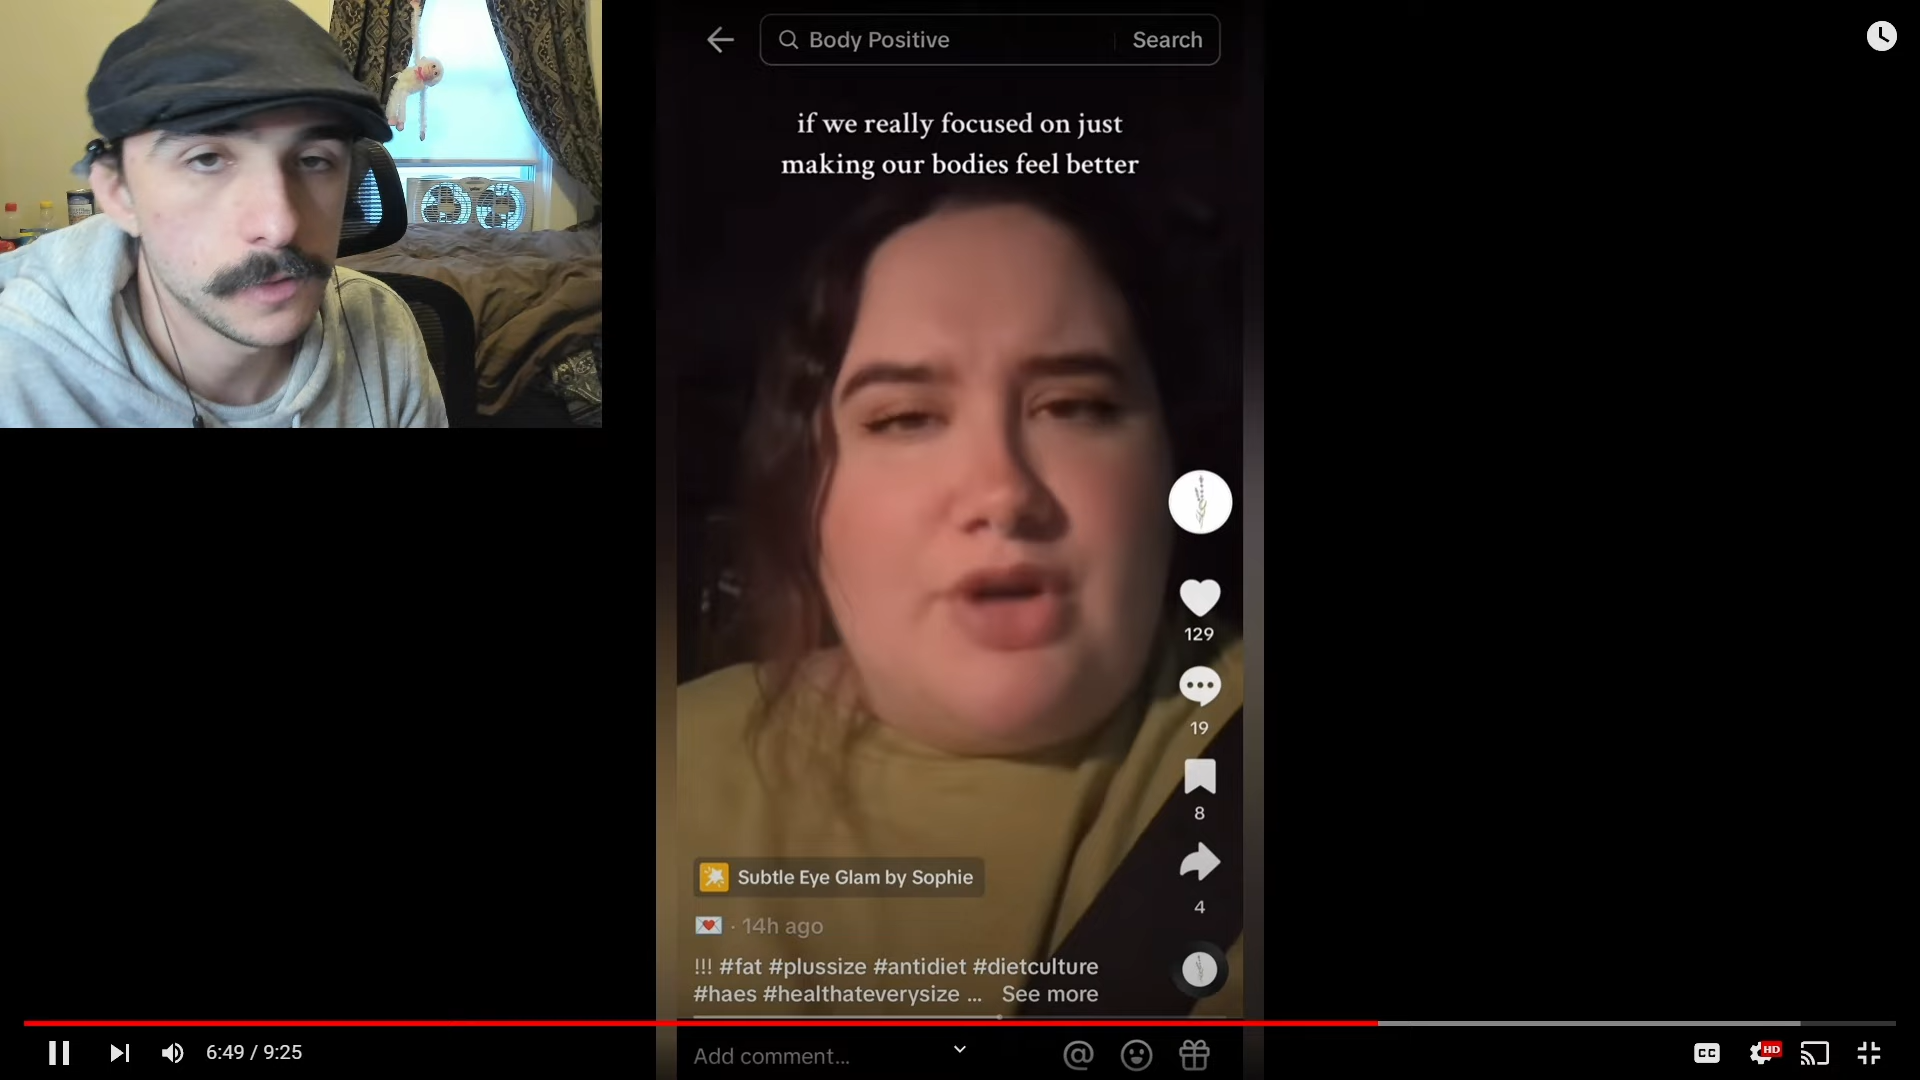 Body Positive
Search
if we really focused on just
making our bodies feel better
129
19
8
Subtle Eye Glam by Sophie
4
· 14h ago
!!! #fat #plussize #antidiet #dietculture
#haes #healthateverysize ... See more
Add comment...
6:49 / 9:25
CC
HD